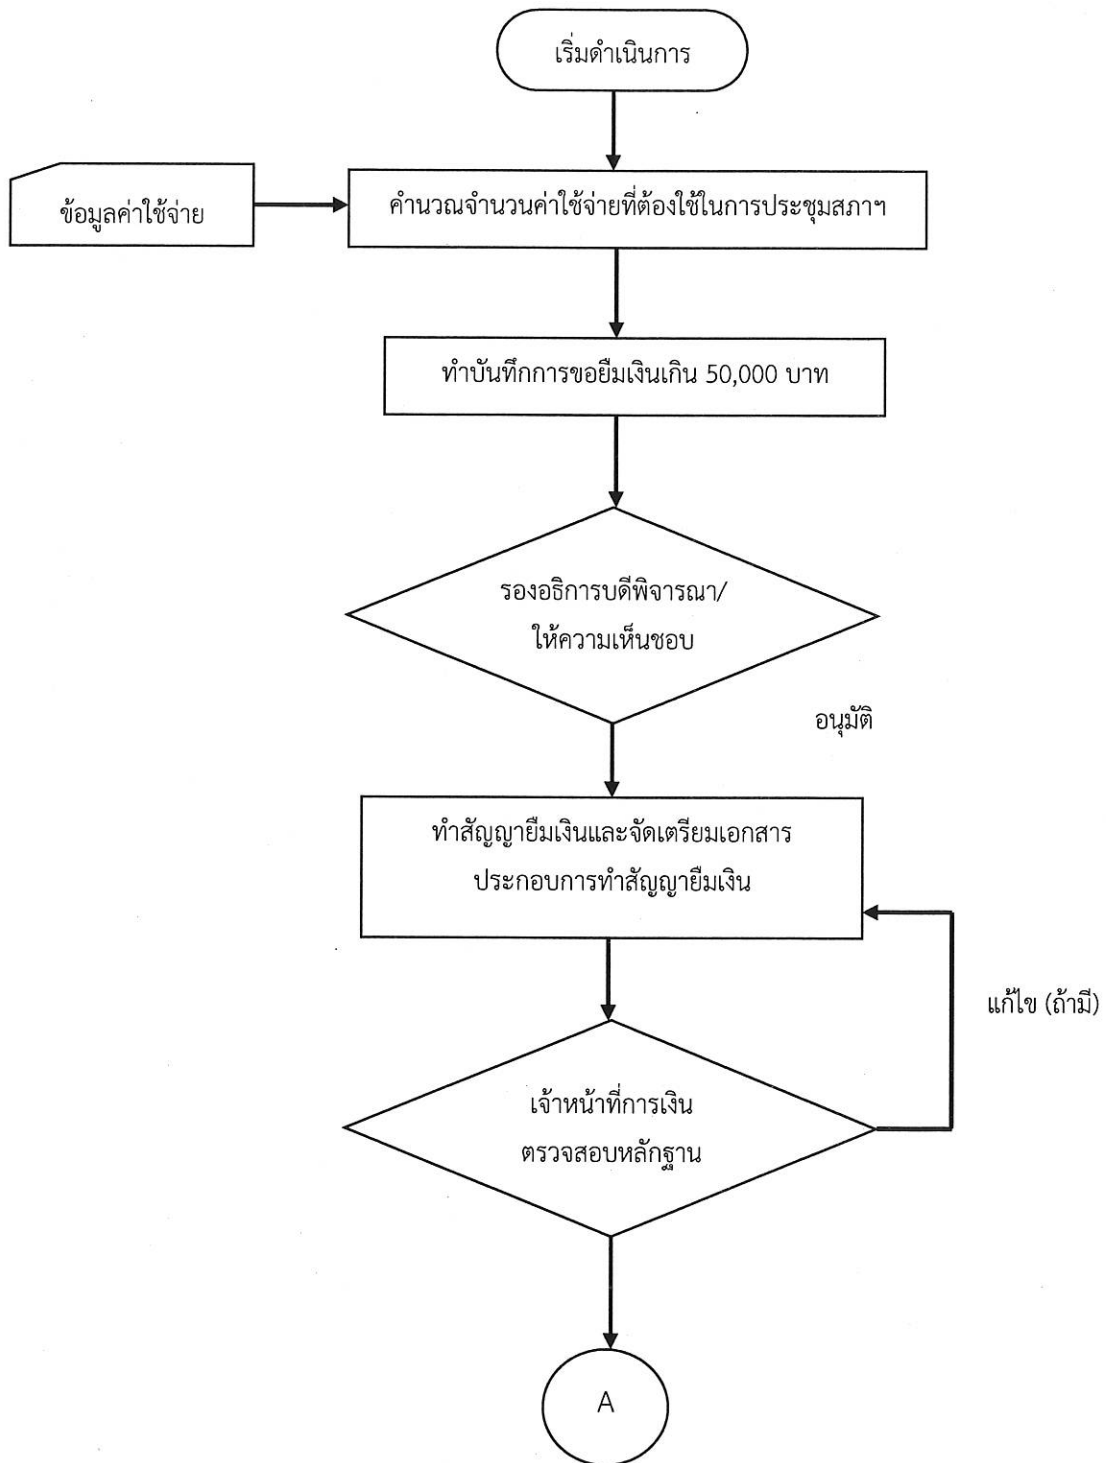 เริ่มดำเนินการ
ข้อมูลค่าใช้จ่าย
คำนวณจำนวนค่าใช้จ่ายที่ต้องใช้ในการประชุมสภาฯ
ทำบันทึกการขอยืมเงินเกิน 50,000 บาท
รองอธิการบดีพิจารณา/
ให้ความเห็นชอบ
อนุมัติ
ทำสัญญายืมเงินและจัดเตรียมเอกสาร
ประกอบการทำสัญญายืมเงิน
แก้ไข (ถ้ามี)
เจ้าหน้าที่การเงิน
ตรวจสอบหลักฐาน
A